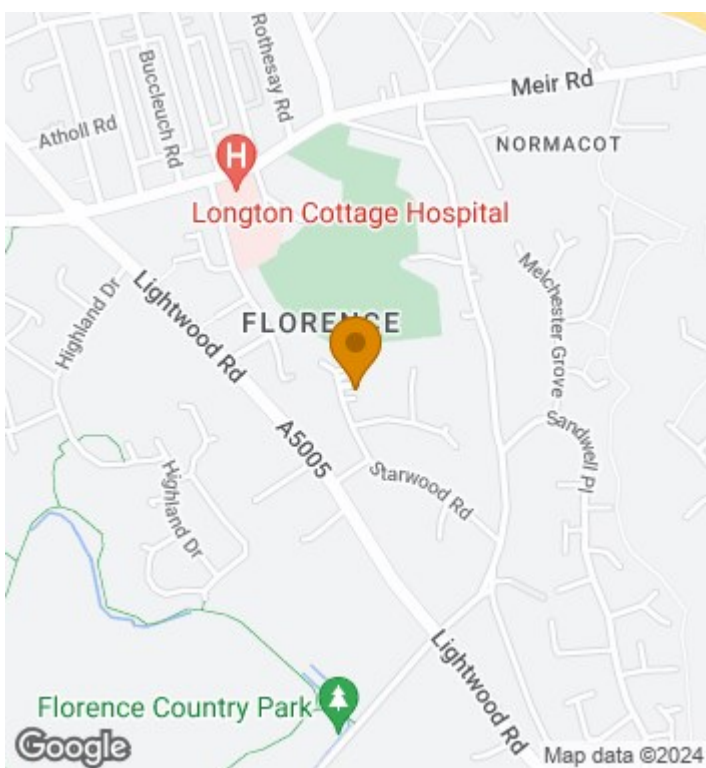 Rothesay Rd
Buccleuch Rd
Meir Rd
Atholl Rd
NORMACOT
H
Longton Cottage Hospital
Melchester Grove
Highland Dr
Lightwood Rd
FLORENCE
A5005
Sandwell Pl
Starwood Rd
Highland Dr
Lightwood Rd
Florence Country Park
Google
Map data ©2024